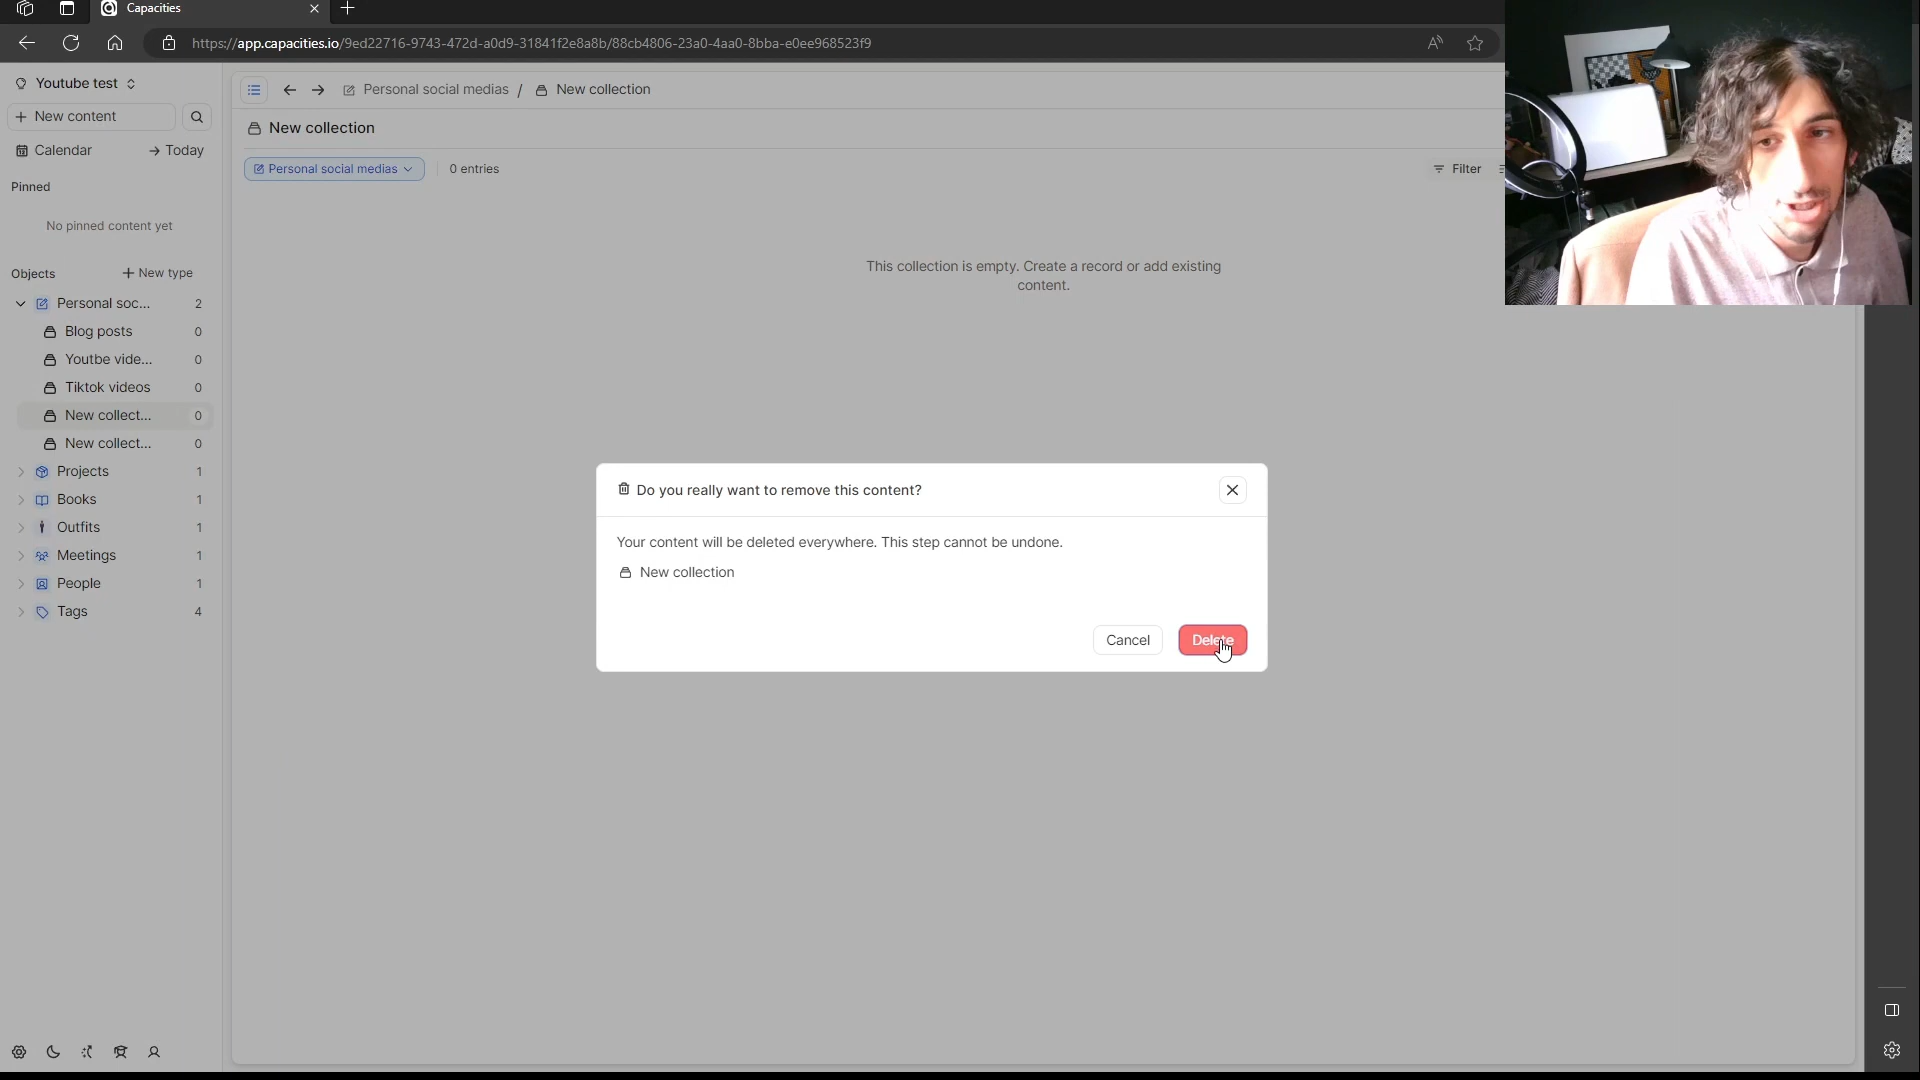 Capacities
https://app.capacities.io/9ed22716-9743-472d-a0d9-31841f2e8a8b/88cb4806-23a0-4aa0-8bba-e0ee968523f9
Youtube test
New content
Calendar
Today
Pinned
No pinned content yet
Objects
New type
Personal soc... 2
Blog posts 0
Youtbe vide... 0
Tiktok videos 0
New collect... 0
New collect... 0
Projects 1
Books 1
Outfits 1
Meetings 1
People 1
Tags 4
Personal social medias / New collection
New collection
Personal social medias
0 entries
Filter
This collection is empty. Create a record or add existing
content.
Do you really want to remove this content?
Your content will be deleted everywhere. This step cannot be undone.
New collection
Cancel
Delete